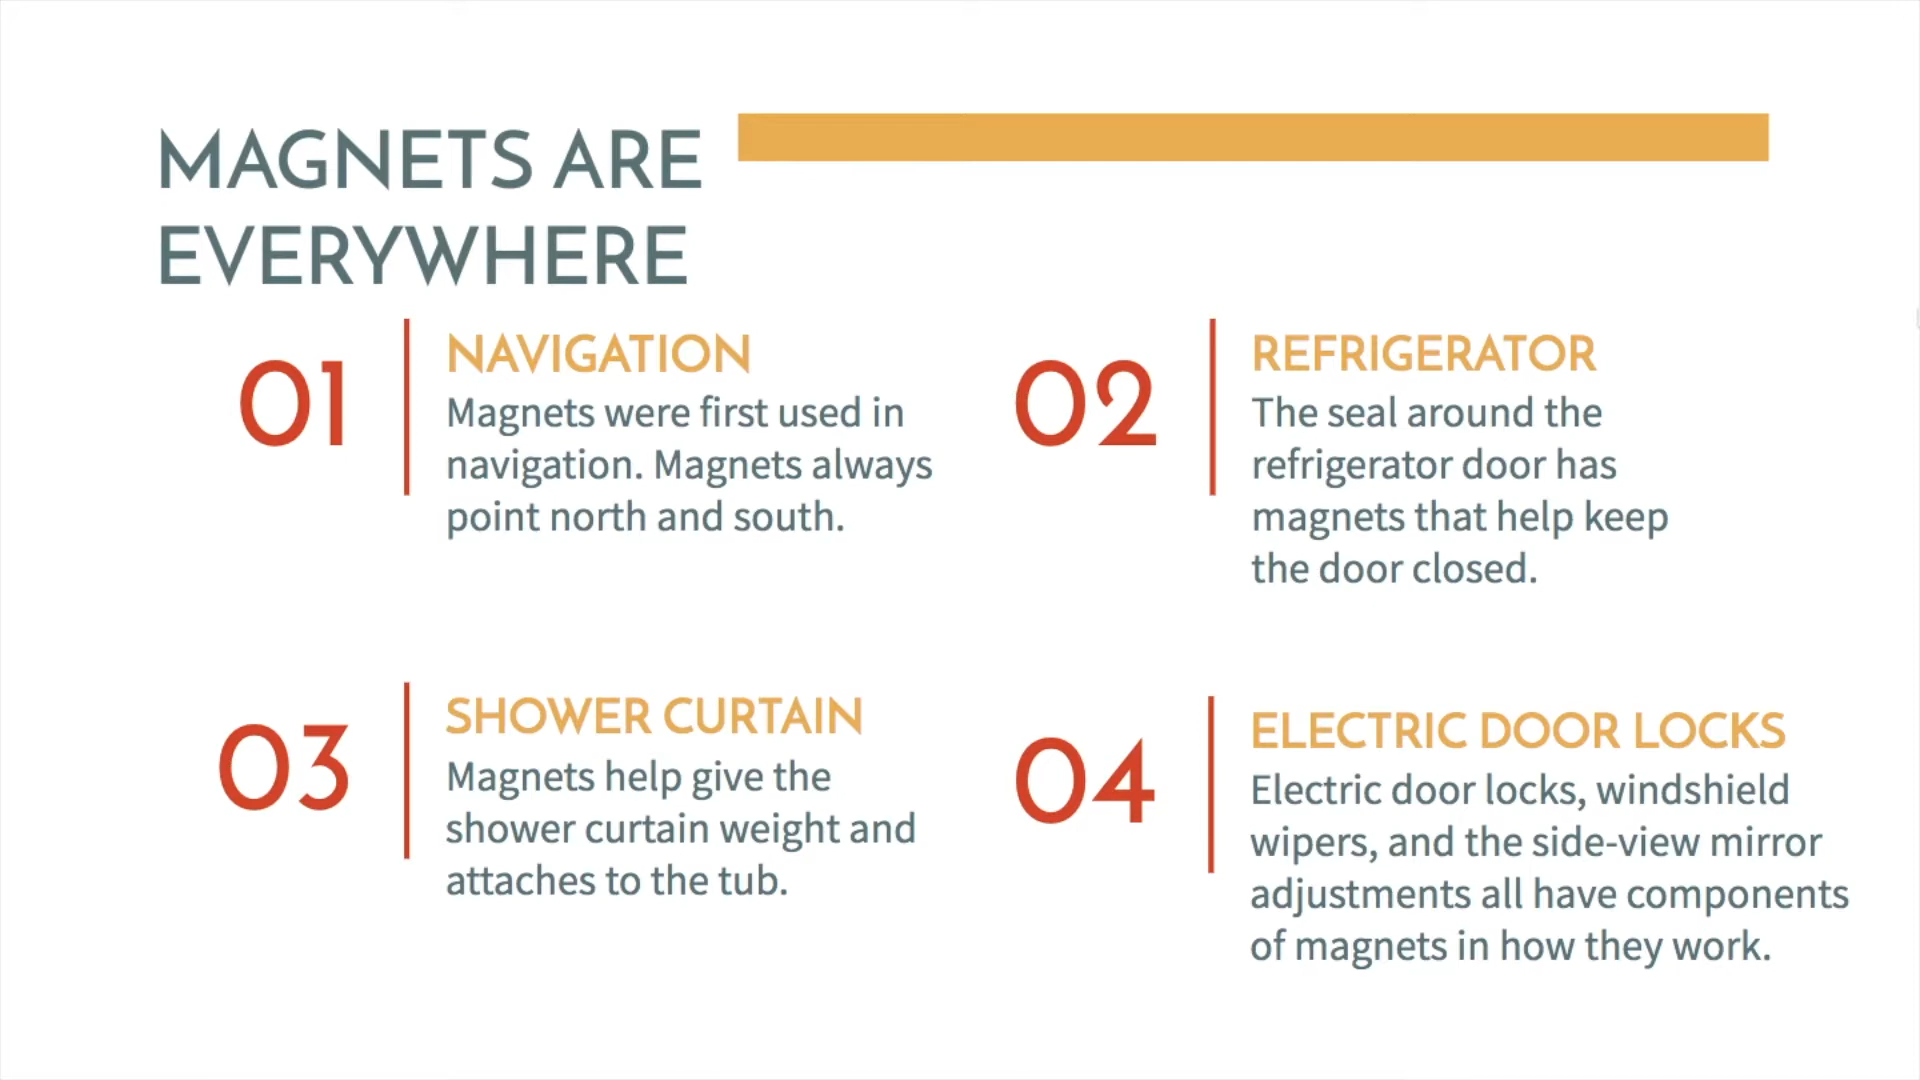 MAGNETS ARE
EVERYWHERE
01
NAVIGATION
Magnets were first used in
navigation. Magnets always
point north and south.
02
REFRIGERATOR
The seal around the
refrigerator door has
magnets that help keep
the door closed.
03
SHOWER CURTAIN
Magnets help give the
shower curtain weight and
attaches to the tub.
04
ELECTRIC DOOR LOCKS
Electric door locks, windshield
wipers, and the side-view mirror
adjustments all have components
of magnets in how they work.